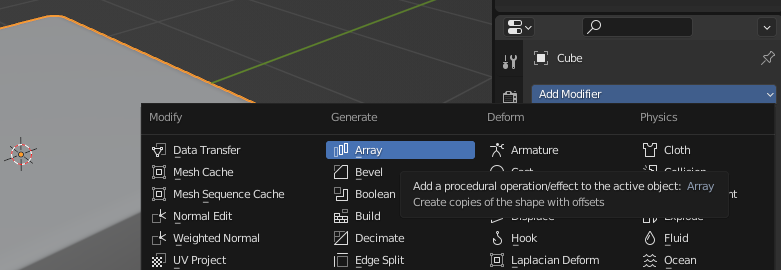 Cube
Add Modifier
Modify Generate Deform Physics
Data Transfer Array Armature Cloth
Mesh Cache Bevel
Add a procedural operation/effect to the active object: Array
Mesh Sequence Cache Boolean
Create copies of the shape with offsets
Normal Edit Build Displace Explode
Weighted Normal Decimate Hook Fluid
UV Project Edge Split Laplacian Deform Ocean